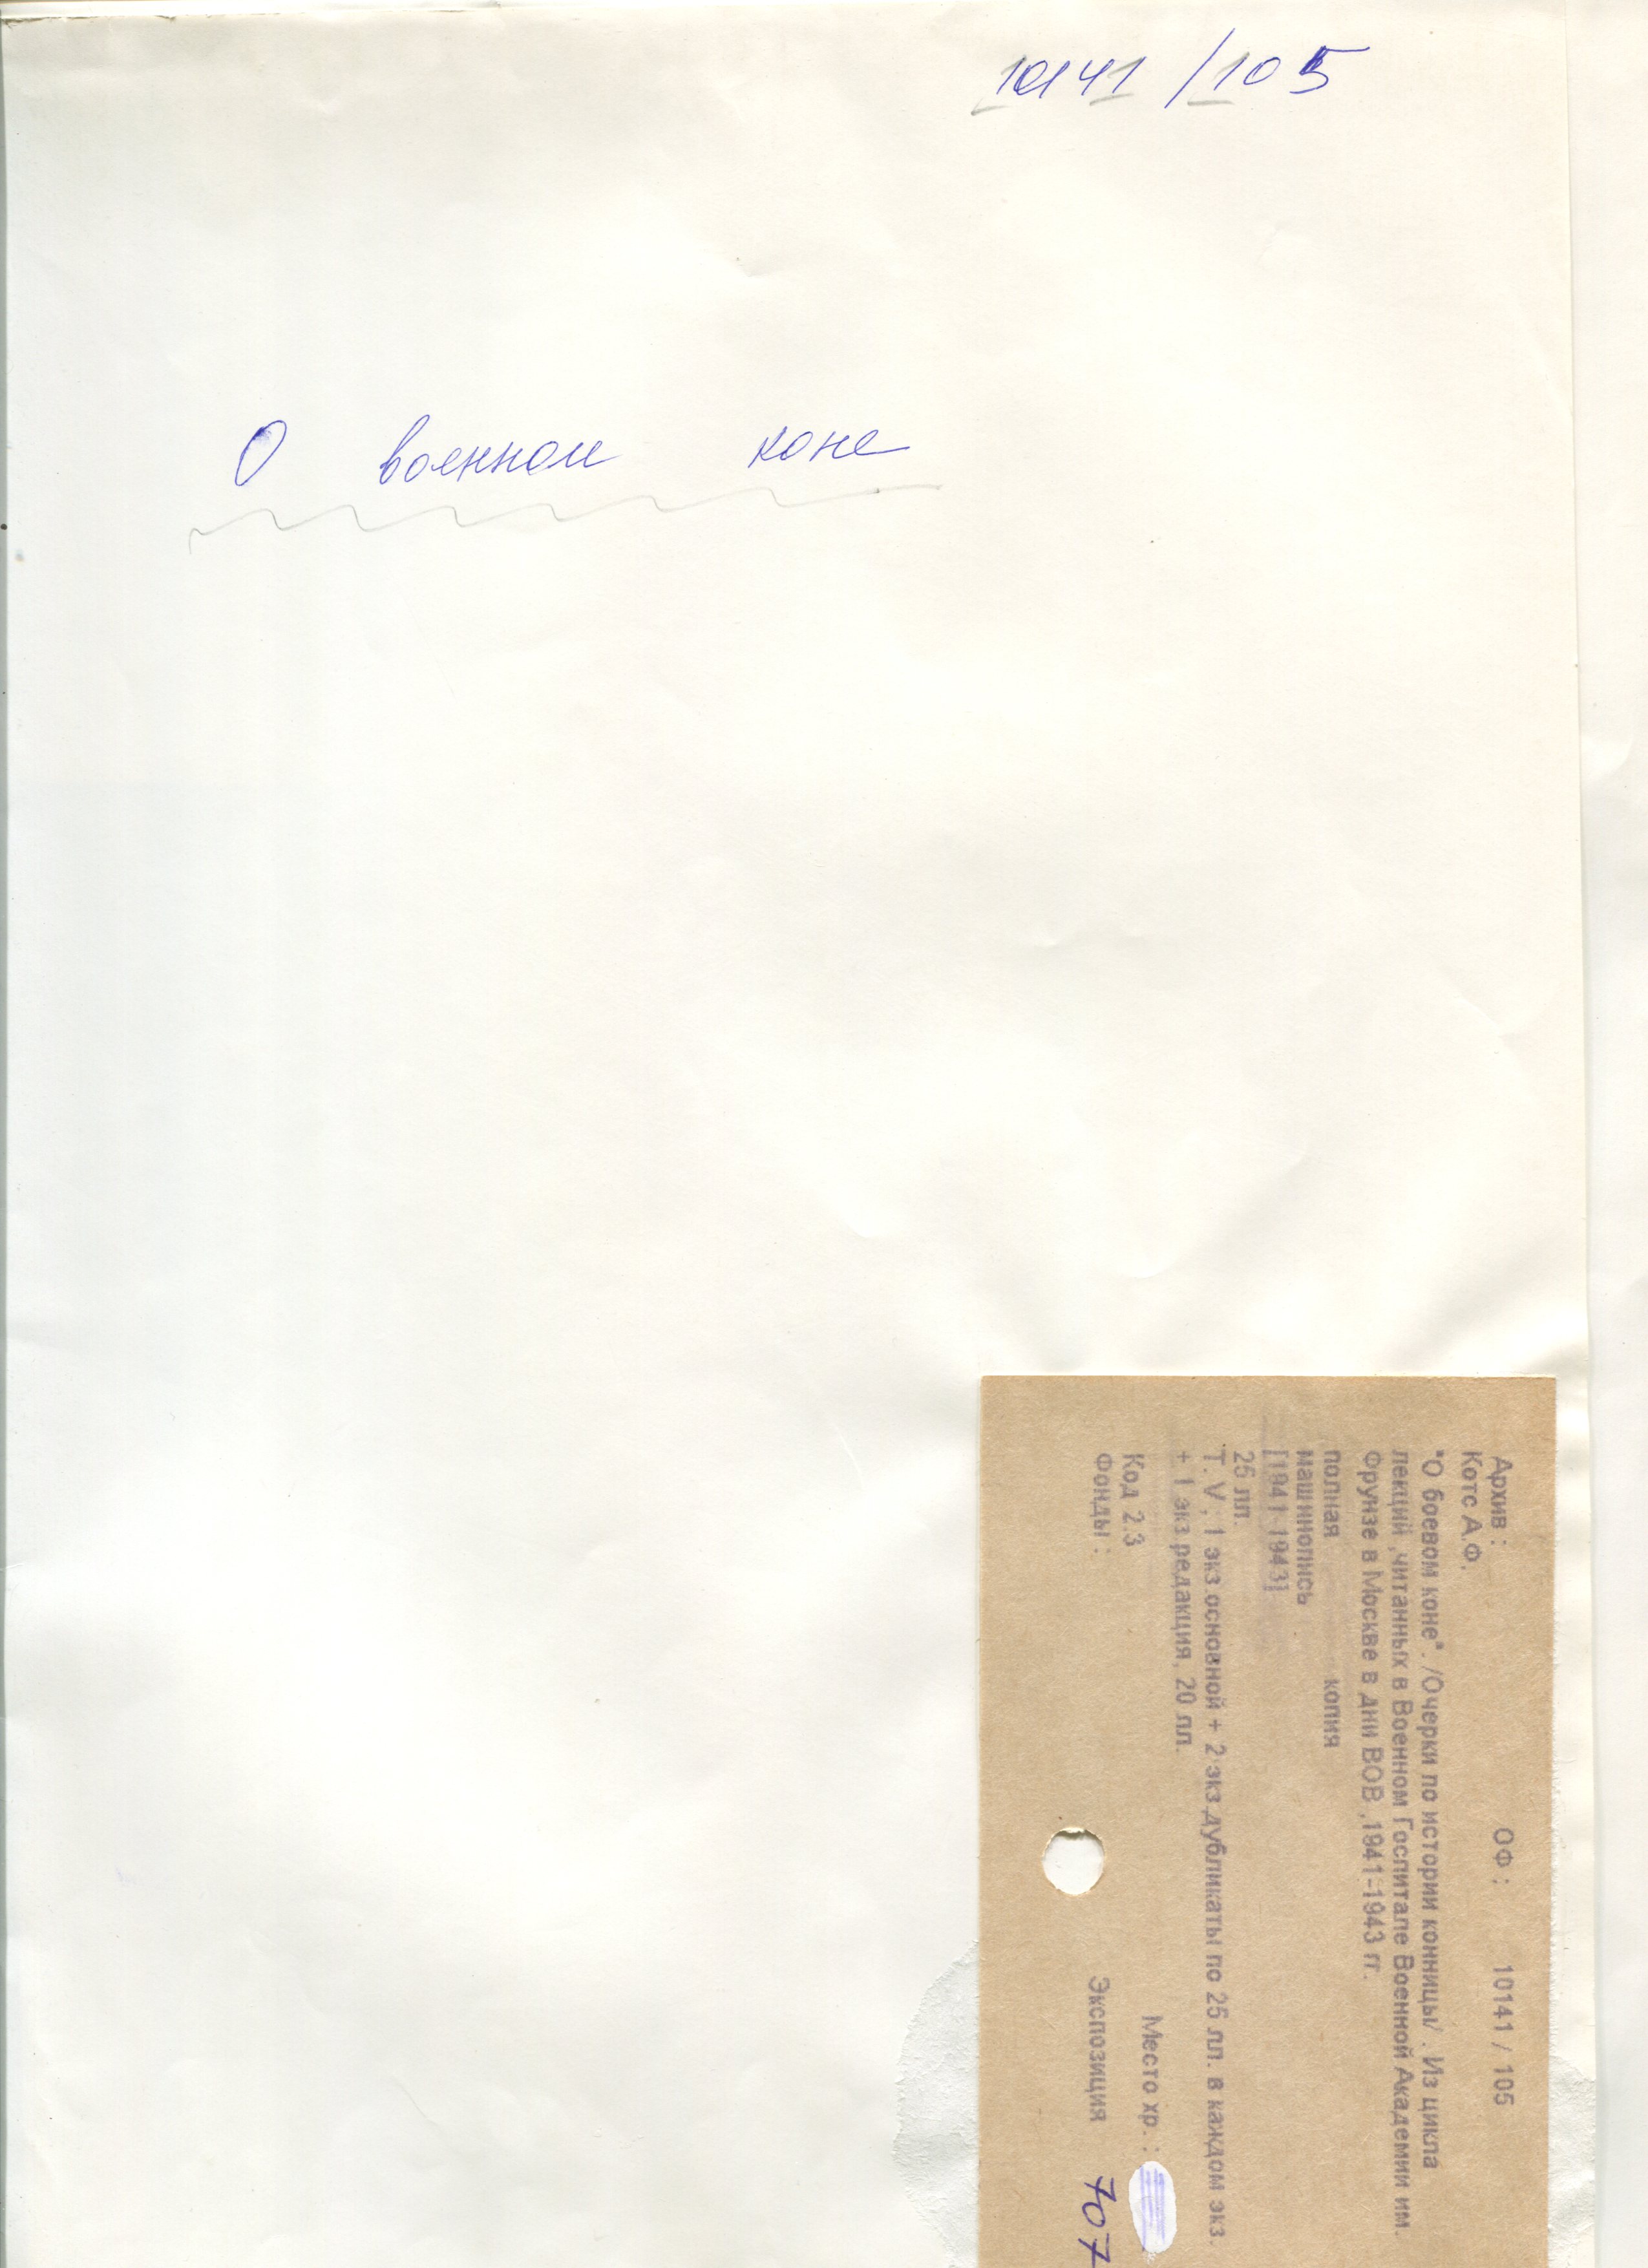 10141 / 105
О военном коне
Архив : ОФ : 10141 / 105
Котс А.Ф.
"О боевом коне". /Очерки по истории конницы/ . Из цикла
лекций ,читанных в Военном Госпитале Военной Академии им.
Фрунзе в Москве в дни ВОВ ,1941-1943 гг.
полная копия
машинопись
[1941-1943]
25 лл.
Т. V, 1 экз основной + 2 экз.дубликаты по 25 лл. в каждом экз.
+ 1 экз редакция, 20 лл.
Код 2.3 Место хр. :
Фонды : Экспозиция 707